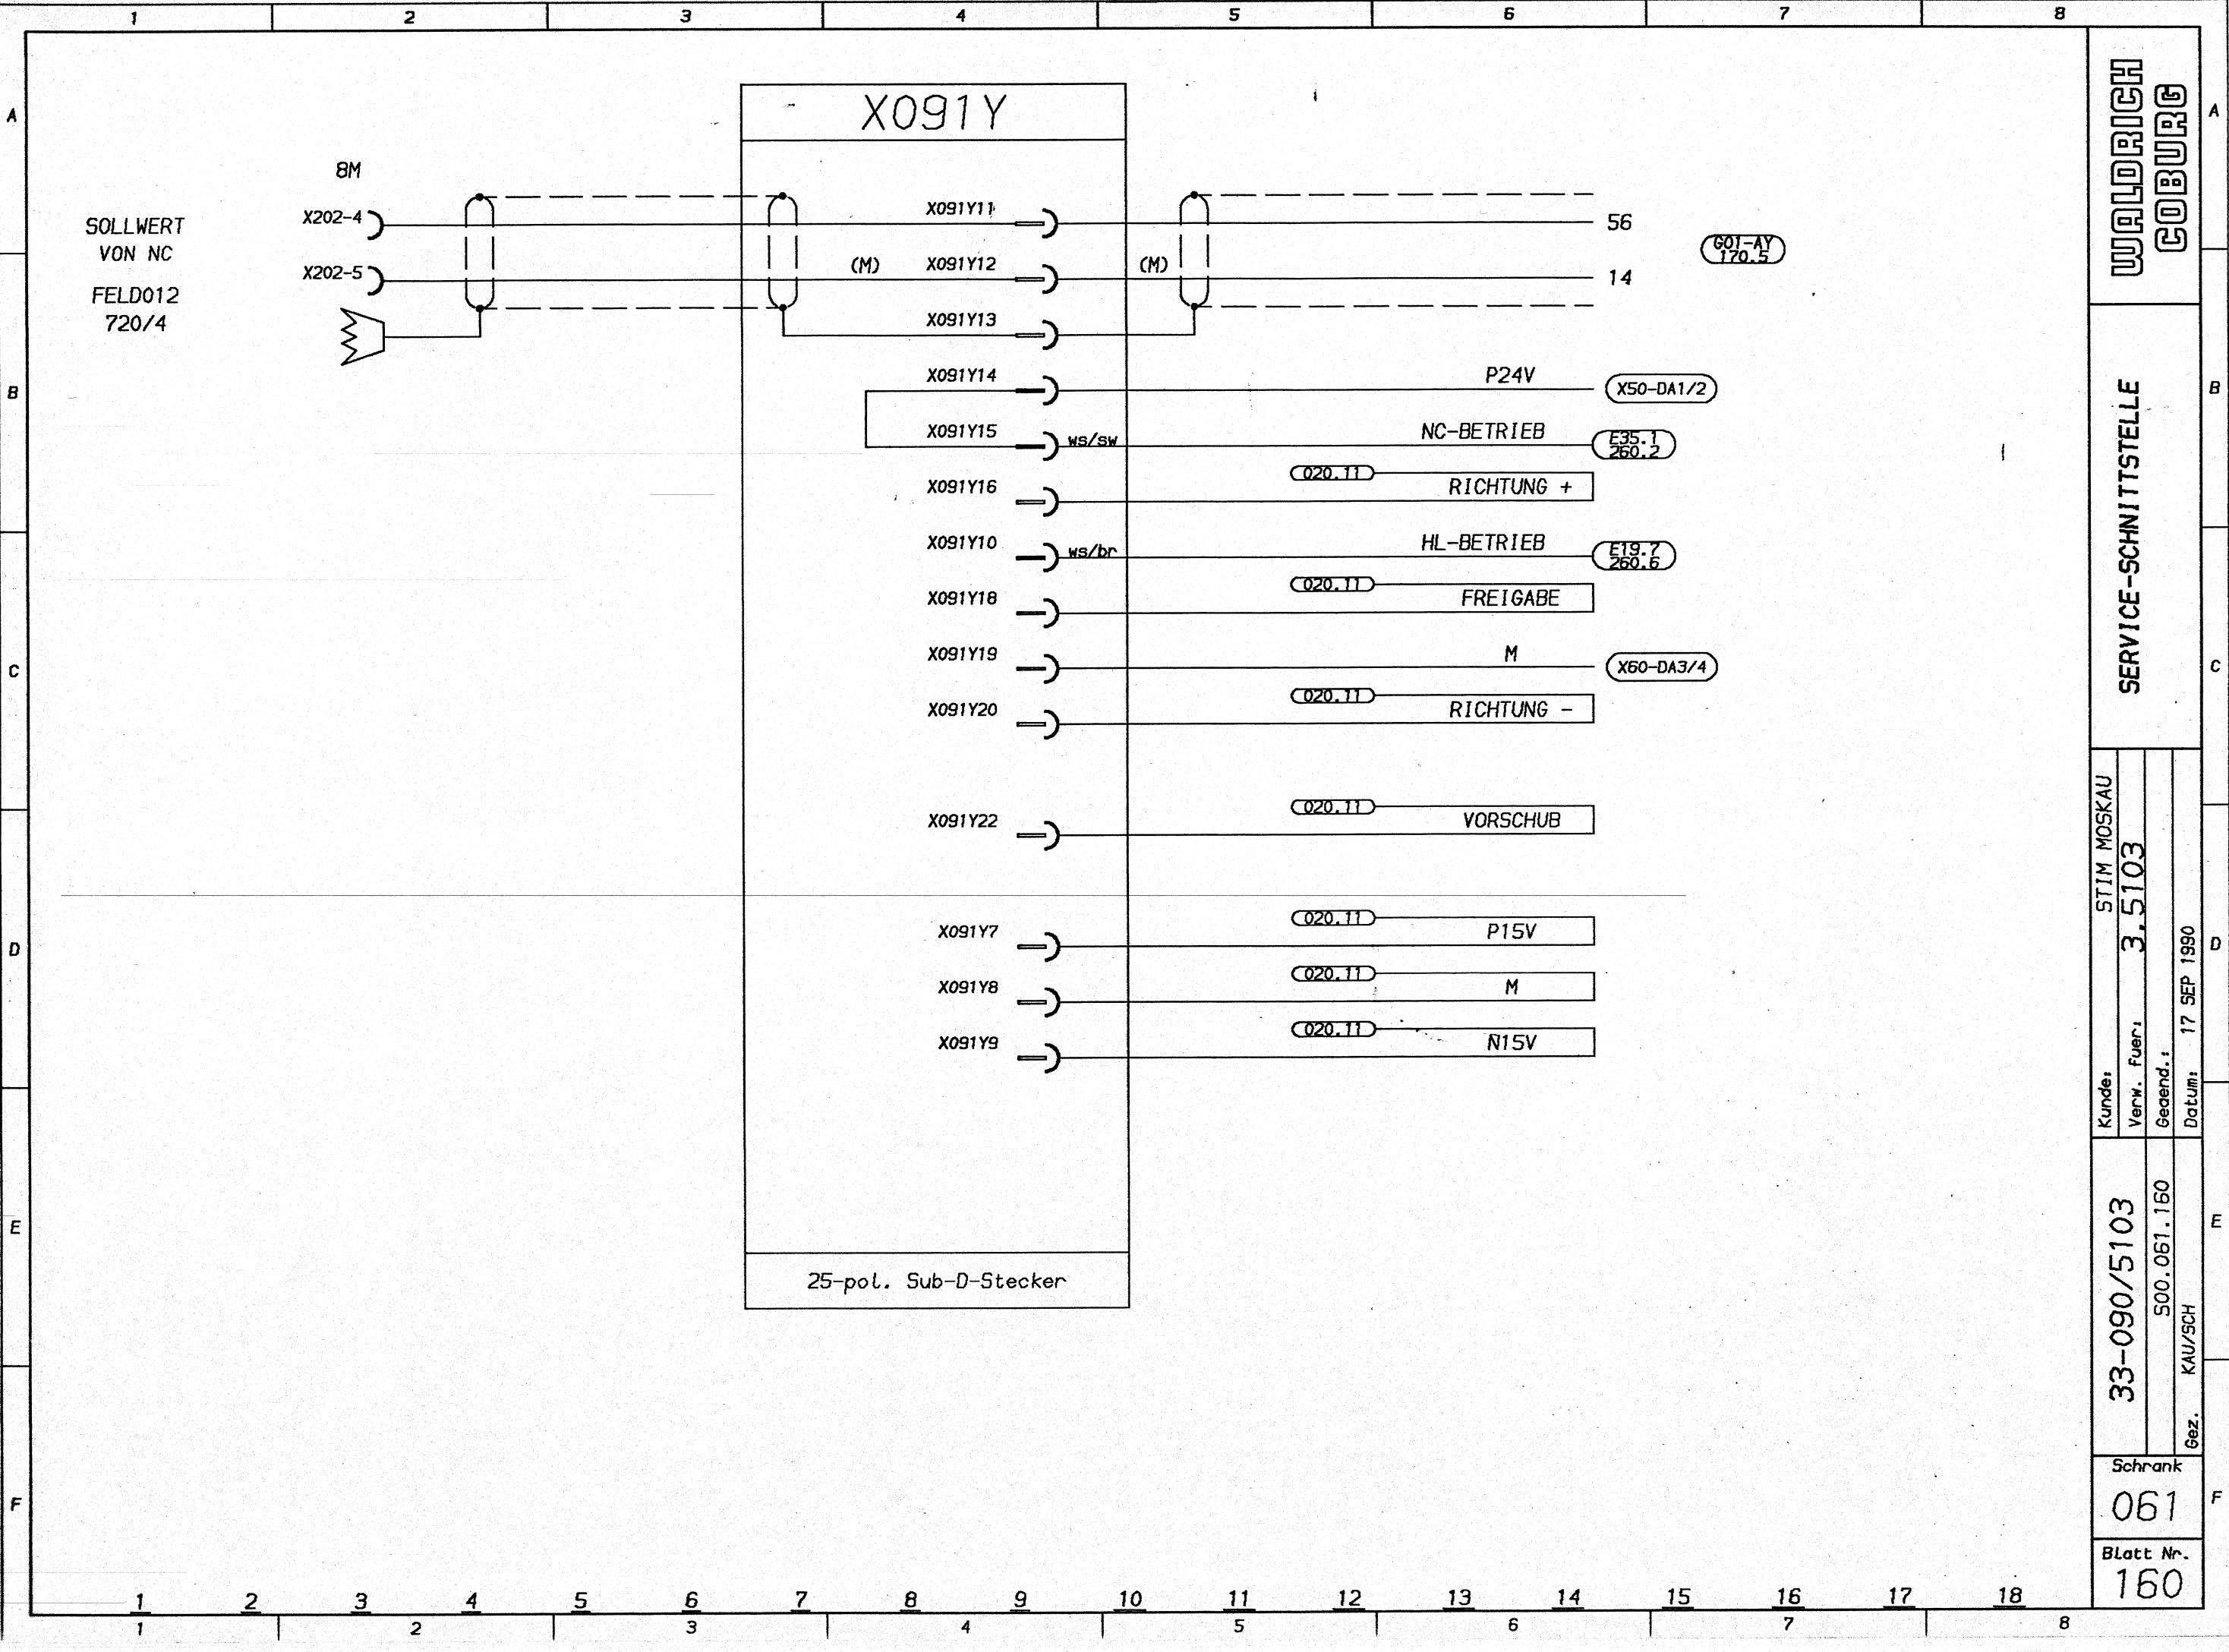 1 2 3 4 5 6 7 8
A
B
C
D
E
F
X091Y
8M
SOLLWERT
VON NC
FELD012
720/4
X202-4
X202-5
X091Y11
56
(M) X091Y12 (M)
14
G01-AY
170.5
X091Y13
X091Y14 P24V X50-DA1/2
X091Y15 ws/sw NC-BETRIEB E35.1
260.2
020.11
X091Y16 RICHTUNG +
X091Y10 ws/br HL-BETRIEB E19.7
260.6
020.11
X091Y18 FREIGABE
X091Y19 M X60-DA3/4
020.11
X091Y20 RICHTUNG -
020.11
X091Y22 VORSCHUB
020.11
X091Y7 P15V
020.11
X091Y8 M
020.11
X091Y9 N15V
25-pol. Sub-D-Stecker
WALDRICH
COBURG
SERVICE-SCHNITTSTELLE
Kunde: STIM MOSKAU
Verw. fuer: 3.5103
Geaend.:
Datum: 17 SEP 1990
33-090/5103
S00.061.160
Gez. KAU/SCH
Schrank
061
Blatt Nr.
160
A
B
C
D
E
F
1 2 3 4 5 6 7 8 9 10 11 12 13 14 15 16 17 18
1 2 3 4 5 6 7 8